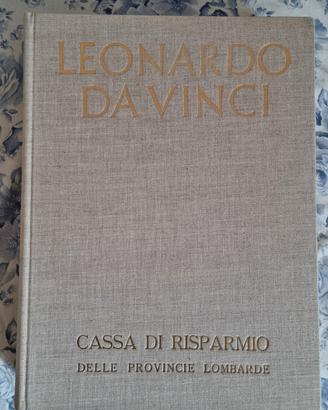 LEONARDO
DA VINCI
CASSA DI RISPARMIO
DELLE PROVINCIE LOMBARDE